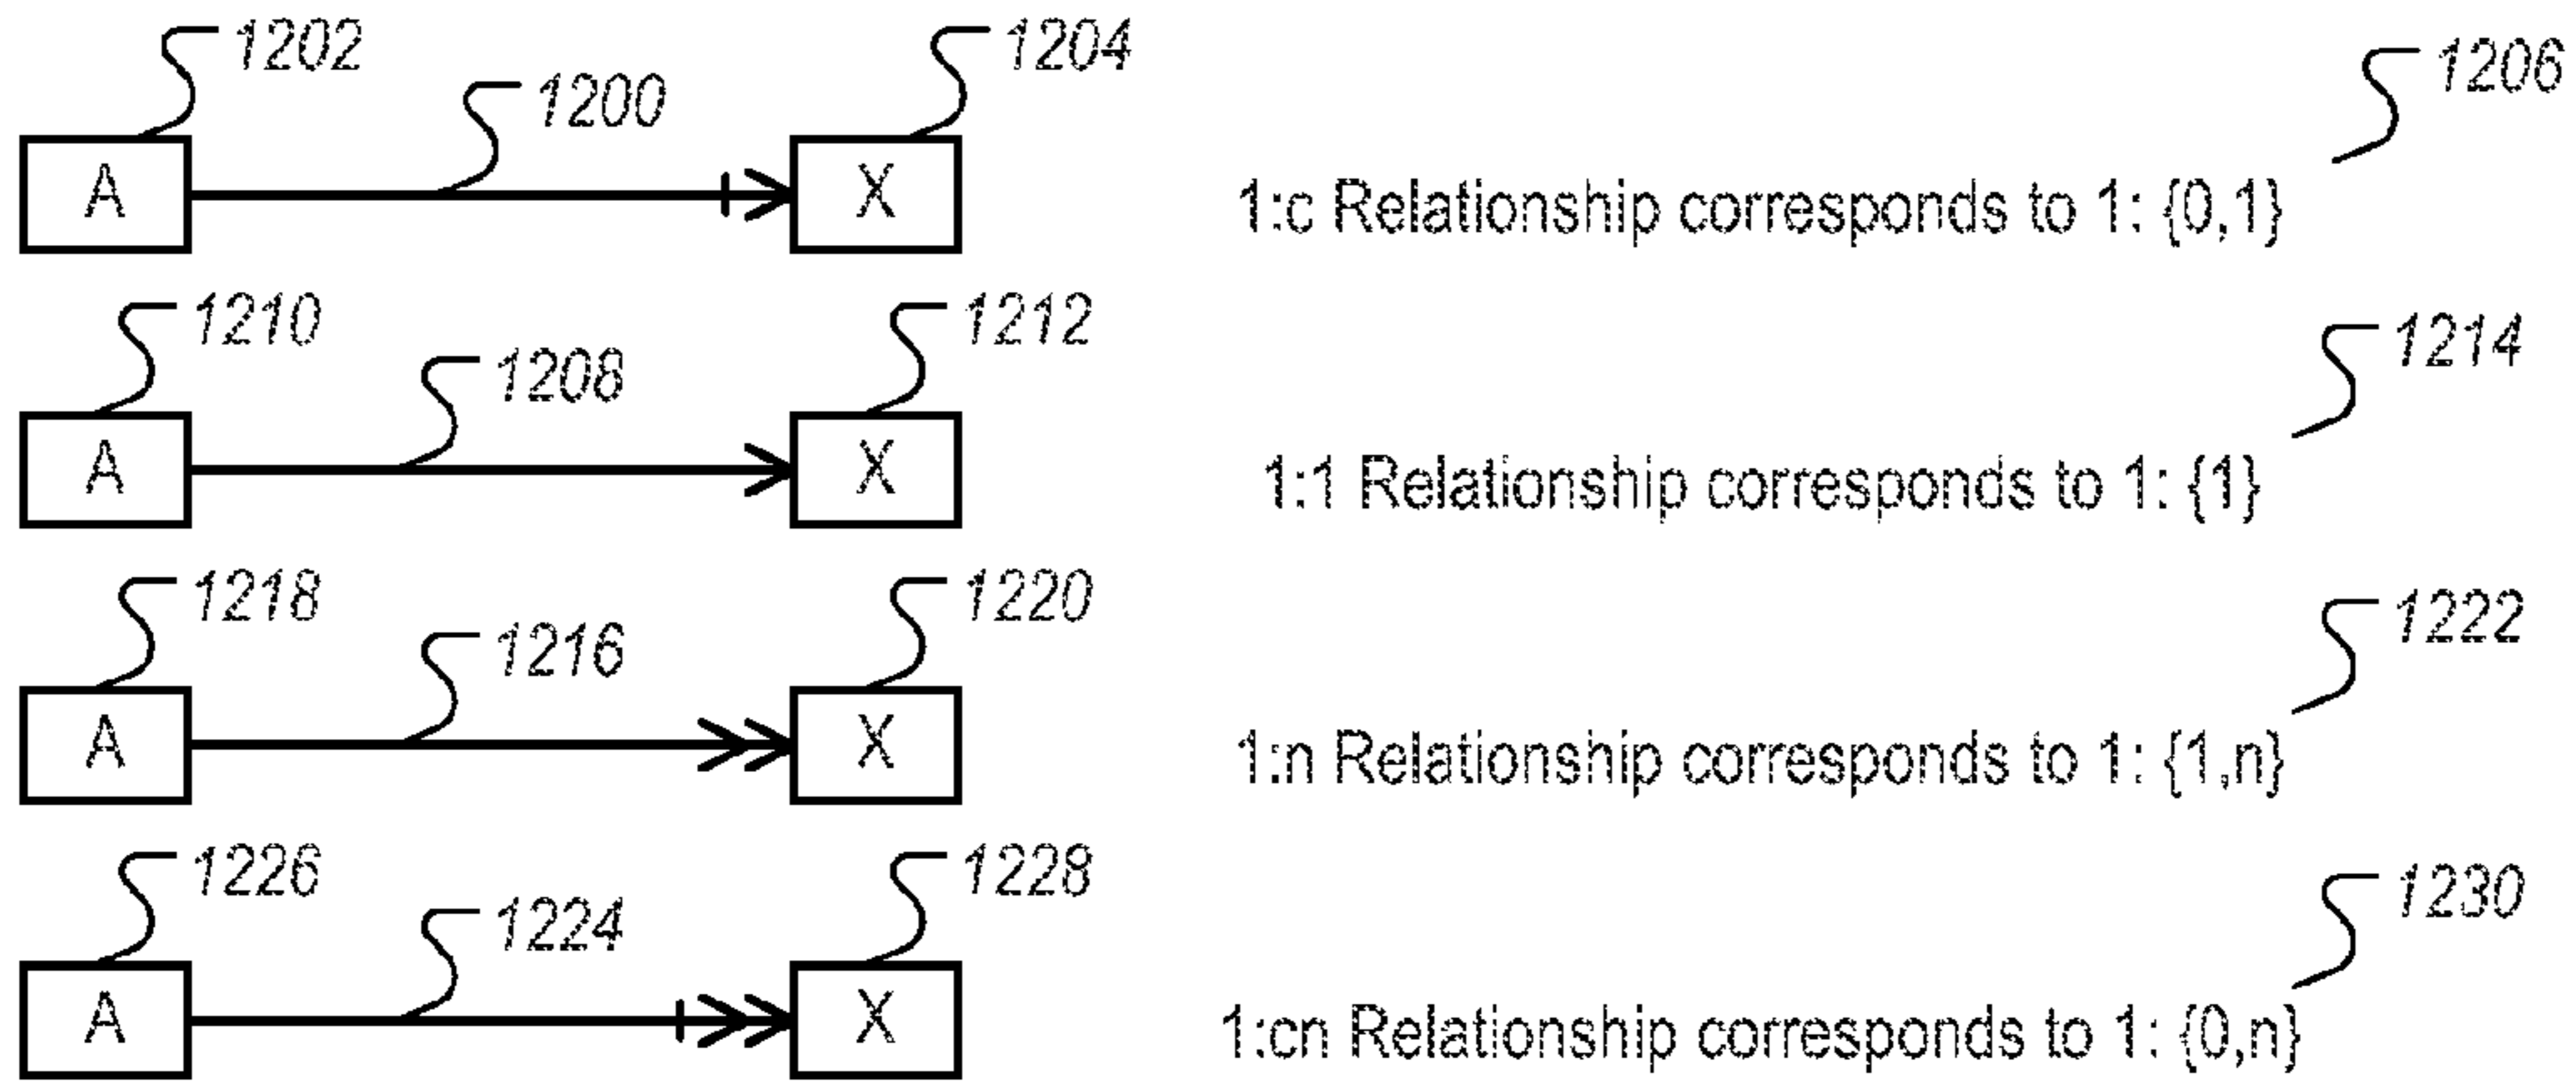 1202
1200
1204
1206
A
X
1:c Relationship corresponds to 1: {0,1}
1210
1208
1212
1214
A
X
1:1 Relationship corresponds to 1: {1}
1218
1216
1220
1222
A
X
1:n Relationship corresponds to 1: {1,n}
1226
1224
1228
1230
A
X
1:cn Relationship corresponds to 1: {0,n}